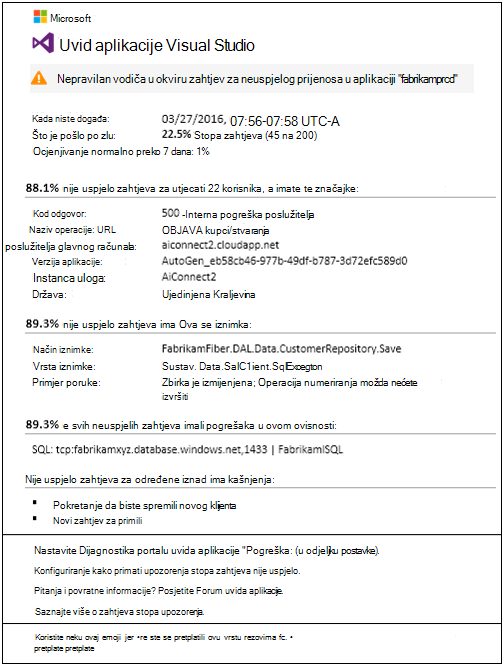 Microsoft
Uvid aplikacije Visual Studio
Nepravilan vodiča u okviru zahtjev za neuspjelog prijenosa u aplikaciji "fabrikamprcd"
Kada niste događa: 03/27/2016, 07:56-07:58 UTC-A
Što je pošlo po zlu: 22.5% Stopa zahtjeva (45 na 200)
Ocjenjivanje normalno preko 7 dana: 1%
88.1% nije uspjelo zahtjeva za utjecati 22 korisnika, a imate te značajke:
Kod odgovor: 500 -Interna pogreška poslužitelja
Naziv operacije: URL OBJAVA kupci/stvaranja
poslužitelja glavnog računala: aiconnect2.cloudapp.net
Verzija aplikacije: AutoGen_eb58cb46-977b-49df-b787-3d72efc589d0
Instanca uloga: AiConnect2
Država: Ujedinjena Kraljevina
89.3% nije uspjelo zahtjeva ima Ova se iznimka:
Način iznimke: FabrikamFiber.DAL.Data.CustomerRepository.Save
Vrsta iznimke: Sustav. Data.SalC1ient.SqlExcegton
Primjer poruke: Zbirka je izmijenjena; Operacija numeriranja možda nećete
izvršiti
89.3% e svih neuspjelih zahtjeva imali pogrešaka u ovom ovisnosti:
SQL: tcp:fabrikamxyz.database.windows.net,1433 | FabrikamlSQL
Nije uspjelo zahtjeva za određene iznad ima kašnjenja:
▪ Pokretanje da biste spremili novog klijenta
▪ Novi zahtjev za primili
Nastavite Dijagnostika portalu uvida aplikacije "Pogreška: (u odjeljku postavke).
Konfiguriranje kako primati upozorenja stopa zahtjeva nije uspjelo.
Pitanja i povratne informacije? Posjetite Forum uvida aplikacije.
Saznajte više o zahtjeva stopa upozorenja.
Koristite neku ovaj emoji jer •re ste se pretplatili ovu vrstu rezovima fc. •
pretplate pretplate